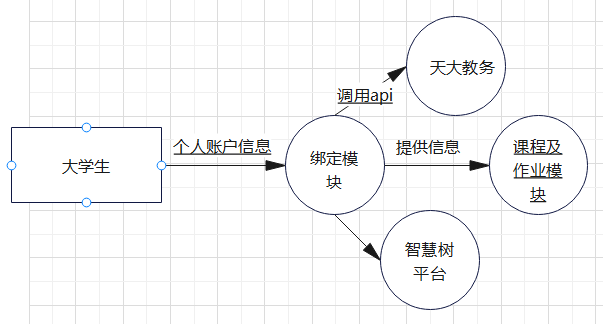 天大教务
调用api
大学生
个人账户信息
绑定模
块
提供信息
课程及
作业模
块
智慧树
平台